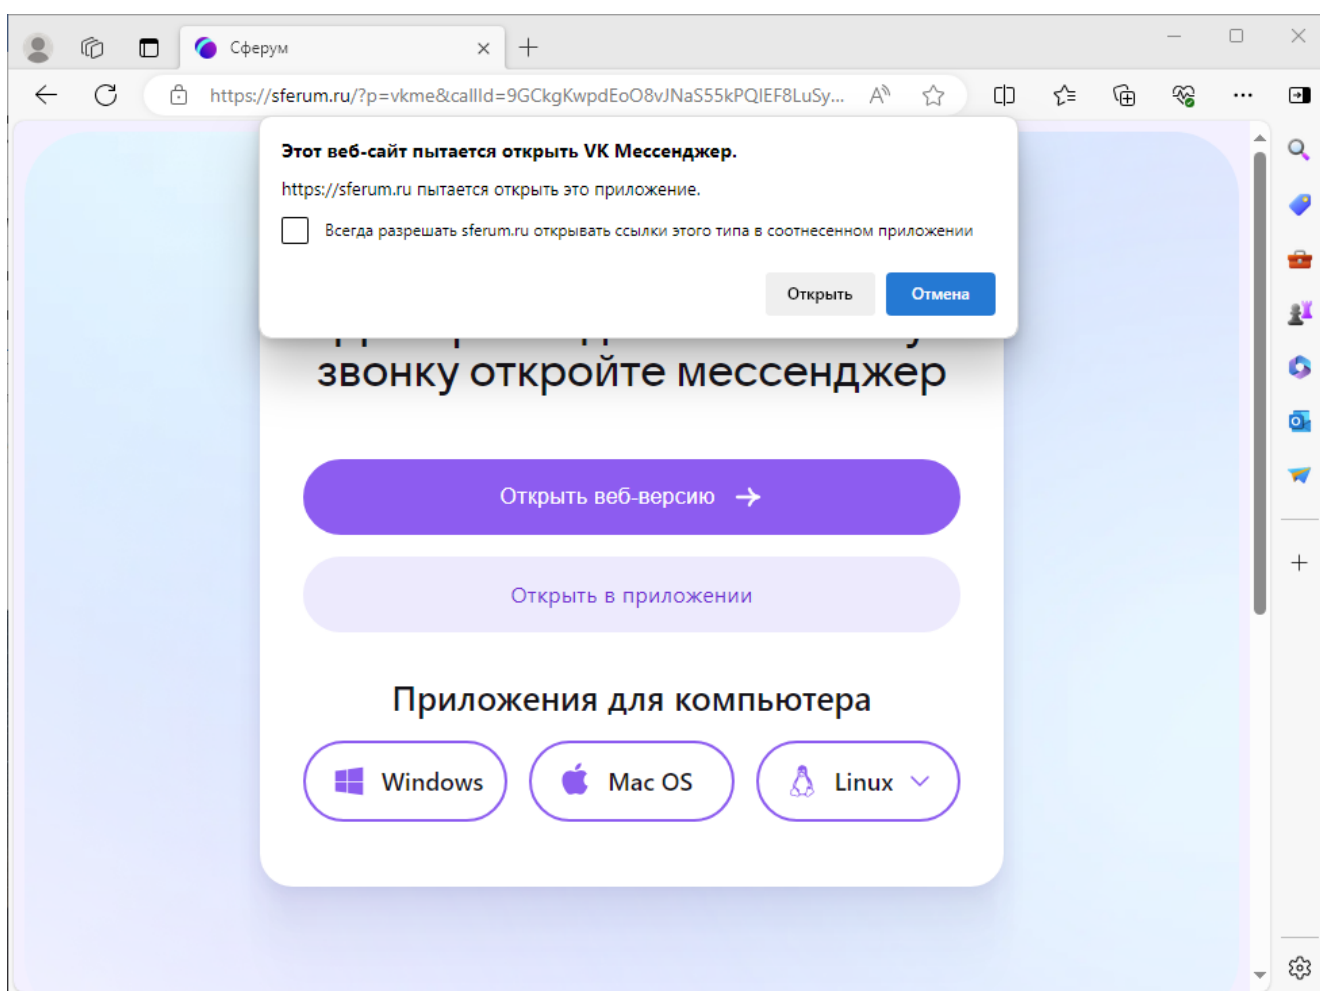 Сферум
https://sferum.ru/?p=vkme&callId=9GCkgKwpdEoO8vJNaS55kPQIEF8LuSy...
Этот веб-сайт пытается открыть VK Мессенджер.
https://sferum.ru пытается открыть это приложение.
Всегда разрешать sferum.ru открывать ссылки этого типа в соотнесенном приложении
Открыть
Отмена
звонку откройте мессенджер
Открыть веб-версию
Открыть в приложении
Приложения для компьютера
Windows
Mac OS
Linux